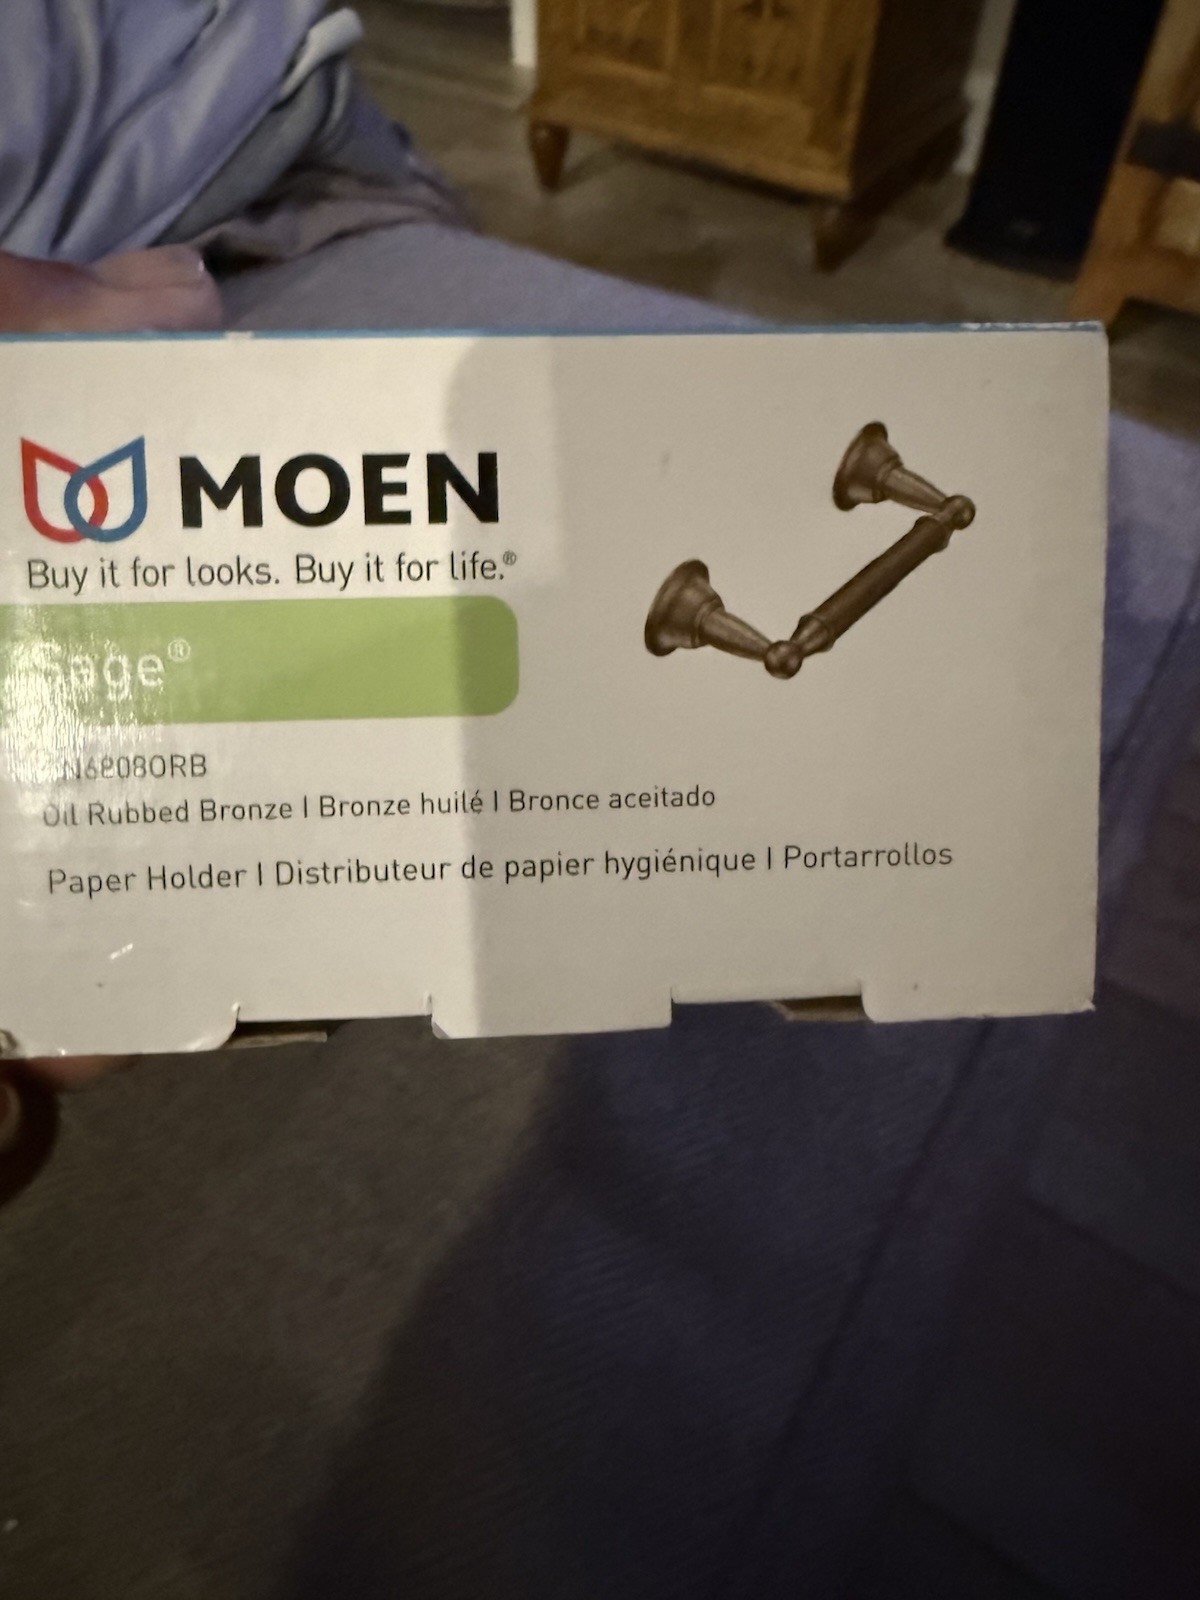 MOEN
Buy it for looks. Buy it for life.®
Sage®
Oil Rubbed Bronze | Bronze huilé | Bronce aceitado
Paper Holder | Distributeur de papier hygiénique | Portarrollos